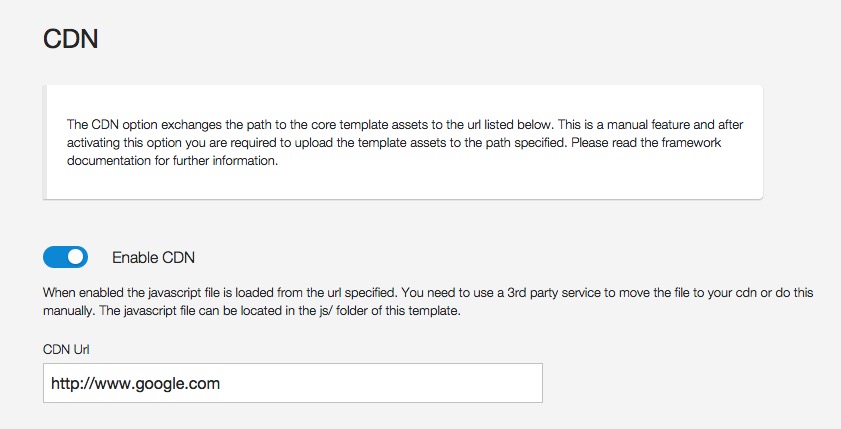 CDN
The CDN option exchanges the path to the core template assets to the url listed below. This is a manual feature and after
activating this option you are required to upload the template assets to the path specified. Please read the framework
documentation for further information.
Enable CDN
When enabled the javascript file is loaded from the url specified. You need to use a 3rd party service to move the file to your cdn or do this
manually. The javascript file can be located in the js/ folder of this template.
CDN Url
http://www.google.com